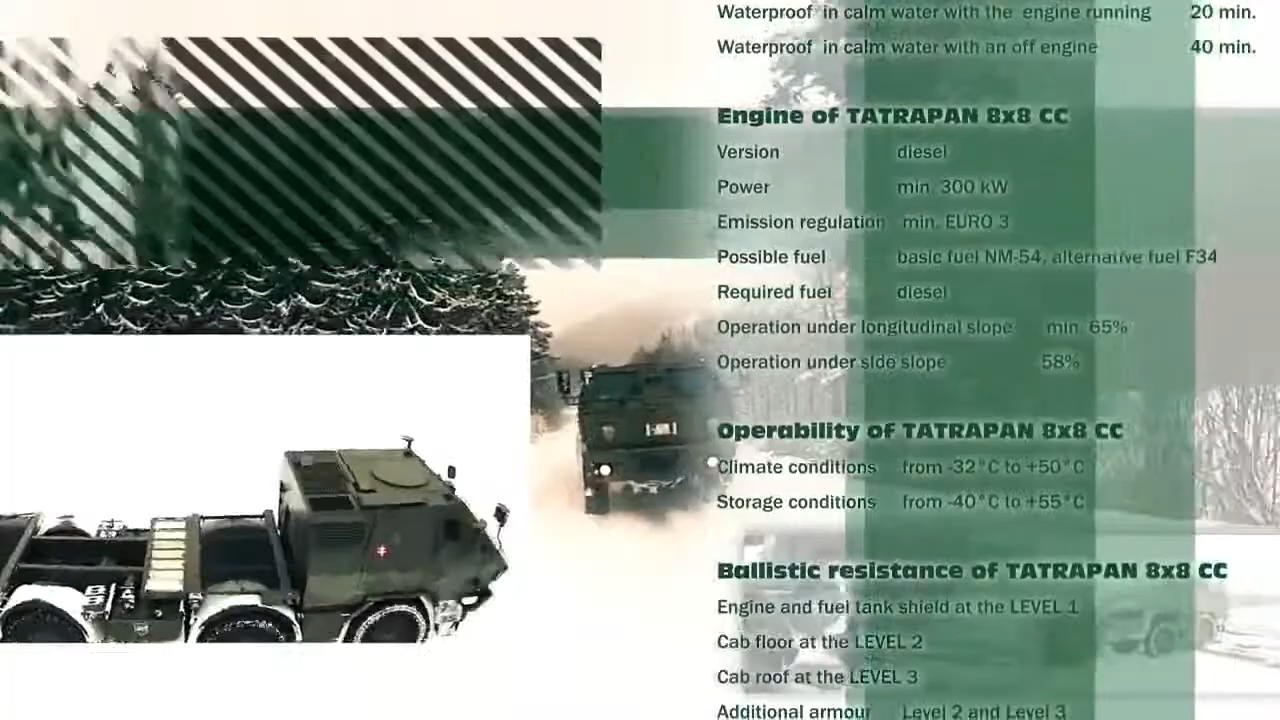 Waterproof in calm water with the engine running 20 min.
Waterproof in calm water with an off engine 40 min.
Engine of TATRAPAN 8x8 CC
Version diesel
Power min. 300 kW
Emission regulation min. EURO 3
Possible fuel basic fuel NM-54, alternative fuel F34
Required fuel diesel
Operation under longitudinal slope min. 65%
Operation under side slope 58%
Operability of TATRAPAN 8x8 CC
Climate conditions from -32°C to +50°C
Storage conditions from -40°C to +55°C
Ballistic resistance of TATRAPAN 8x8 CC
Engine and fuel tank shield at the LEVEL 1
Cab floor at the LEVEL 2
Cab roof at the LEVEL 3
Additional armour Level 2 and Level 3